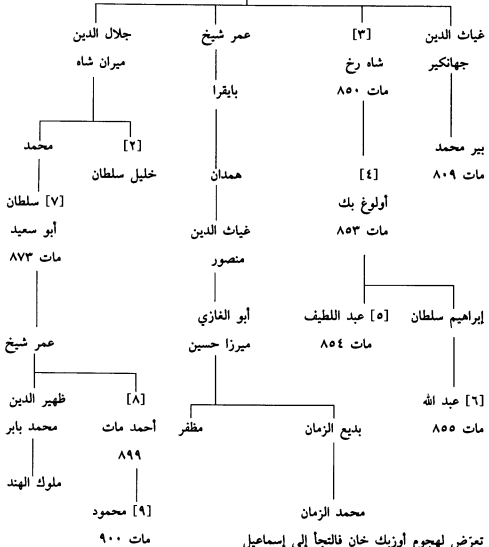 غياث الدين [٣] عمر شيخ جلال الدين
جهانكير شاه رخ ميران شاه
مات ٨٥٠ بايقرا
بير محمد [٤] همدان [٢] محمد
مات ٨٠٩ أولوغ بك خليل سلطان
مات ٨٥٣ غياث الدين [٧] سلطان
منصور أبو سعيد
مات ٨٧٣
إبراهيم سلطان [٥] عبد اللطيف أبو الغازي
مات ٨٥٤ ميرزا حسين عمر شيخ
[٦] عبد الله [٨] ظهير الدين
مات ٨٥٥ بديع الزمان مظفر أحمد مات محمد بابر
٨٩٩
ملوك الهند
محمد الزمان [٩] محمود
تعرّض لهجوم أوزبك خان فالتجأ إلى إسماعيل مات ٩٠٠